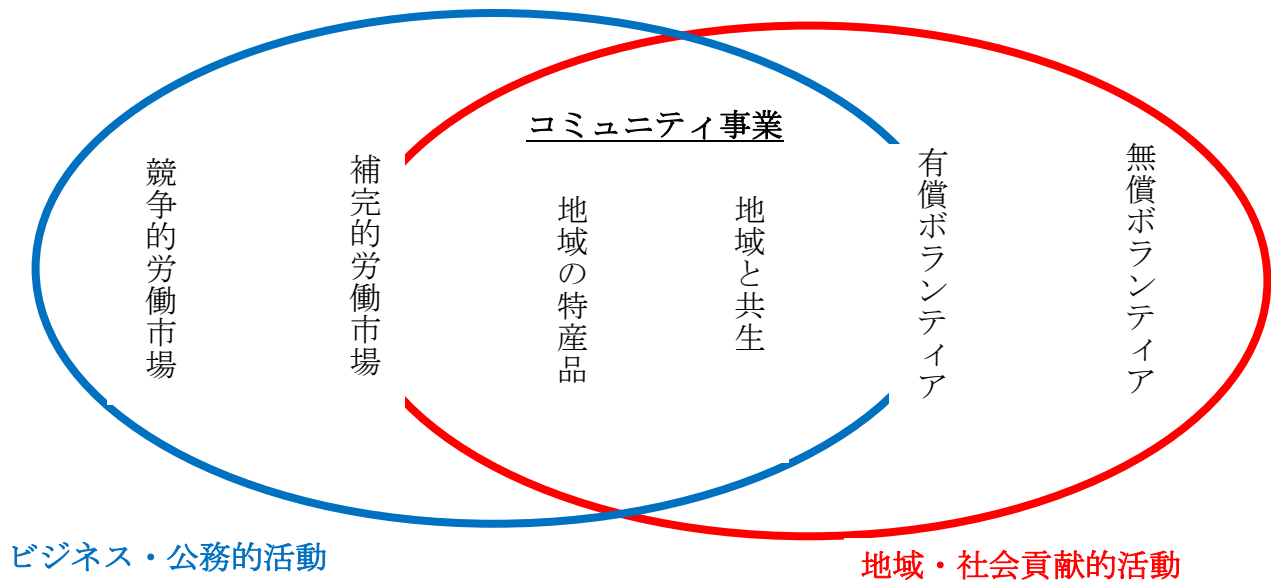 コミュニティ事業
競争的労働市場
補完的労働市場
地域の特産品
地域と共生
有償ボランティア
無償ボランティア
ビジネス・公務的活動
地域・社会貢献的活動